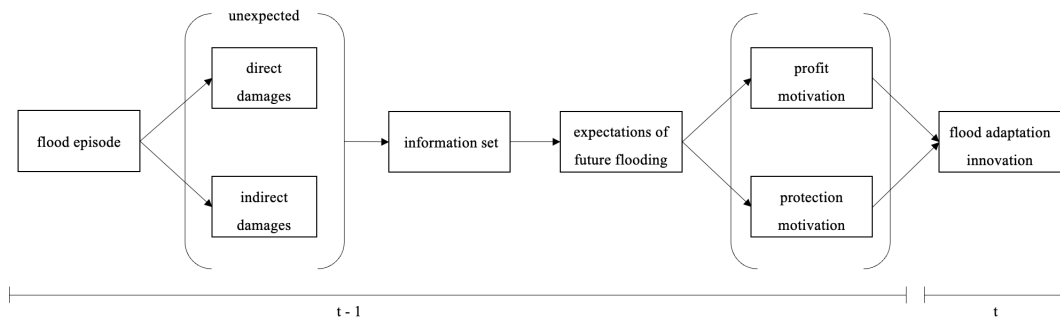 unexpected
direct
damages
flood episode
indirect
damages
information set
expectations of
future flooding
profit
motivation
protection
motivation
flood adaptation
innovation
t - 1
t